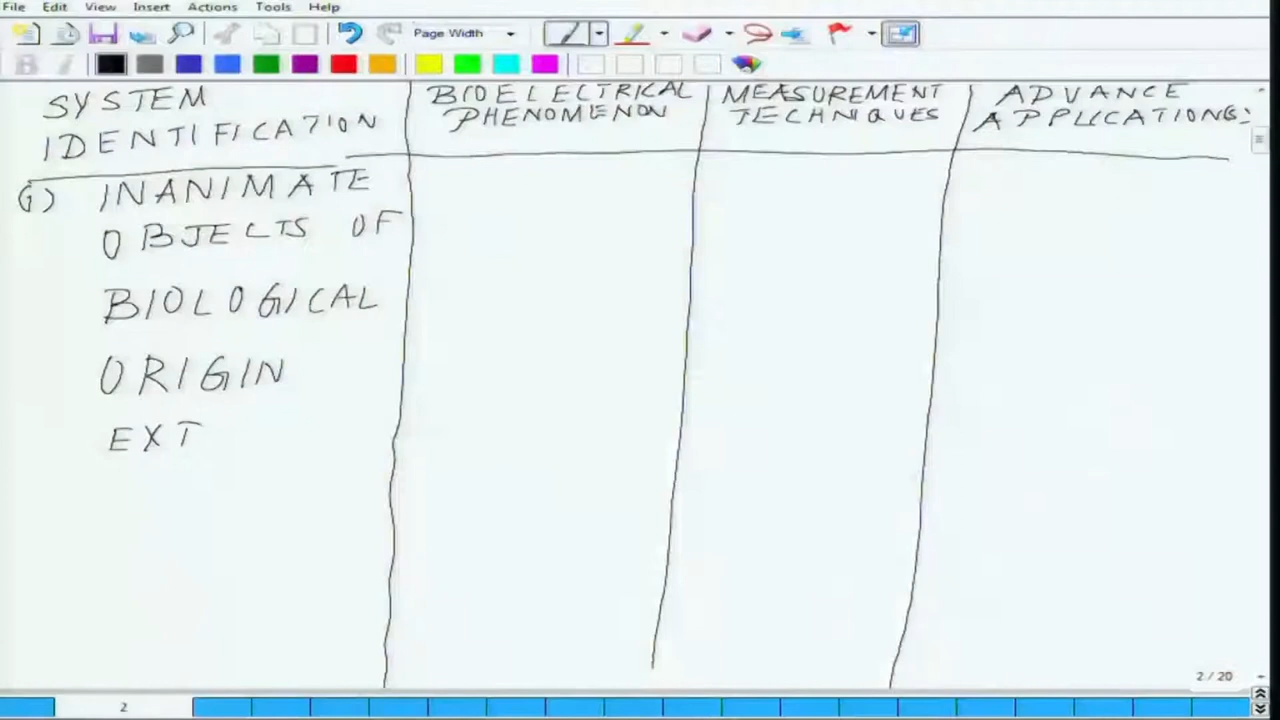 File Edit View Insert Actions Tools Help
Page Width
SYSTEM
IDENTIFICATION
BIOELECTRICAL
PHENOMENON
MEASUREMENT
TECHNIQUES
ADVANCE
APPLICATIONS:
(1) INANIMATE
OBJECTS OF
BIOLOGICAL
ORIGIN
EXT
2 / 20
2